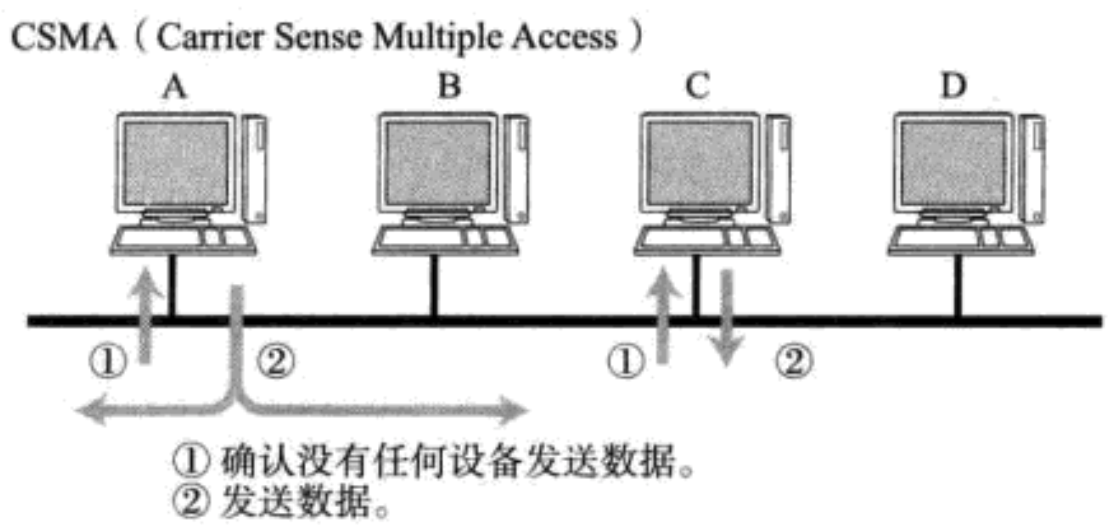 CSMA（Carrier Sense Multiple Access）
A B C D
① ② ① ②
① 确认没有任何设备发送数据。
② 发送数据。